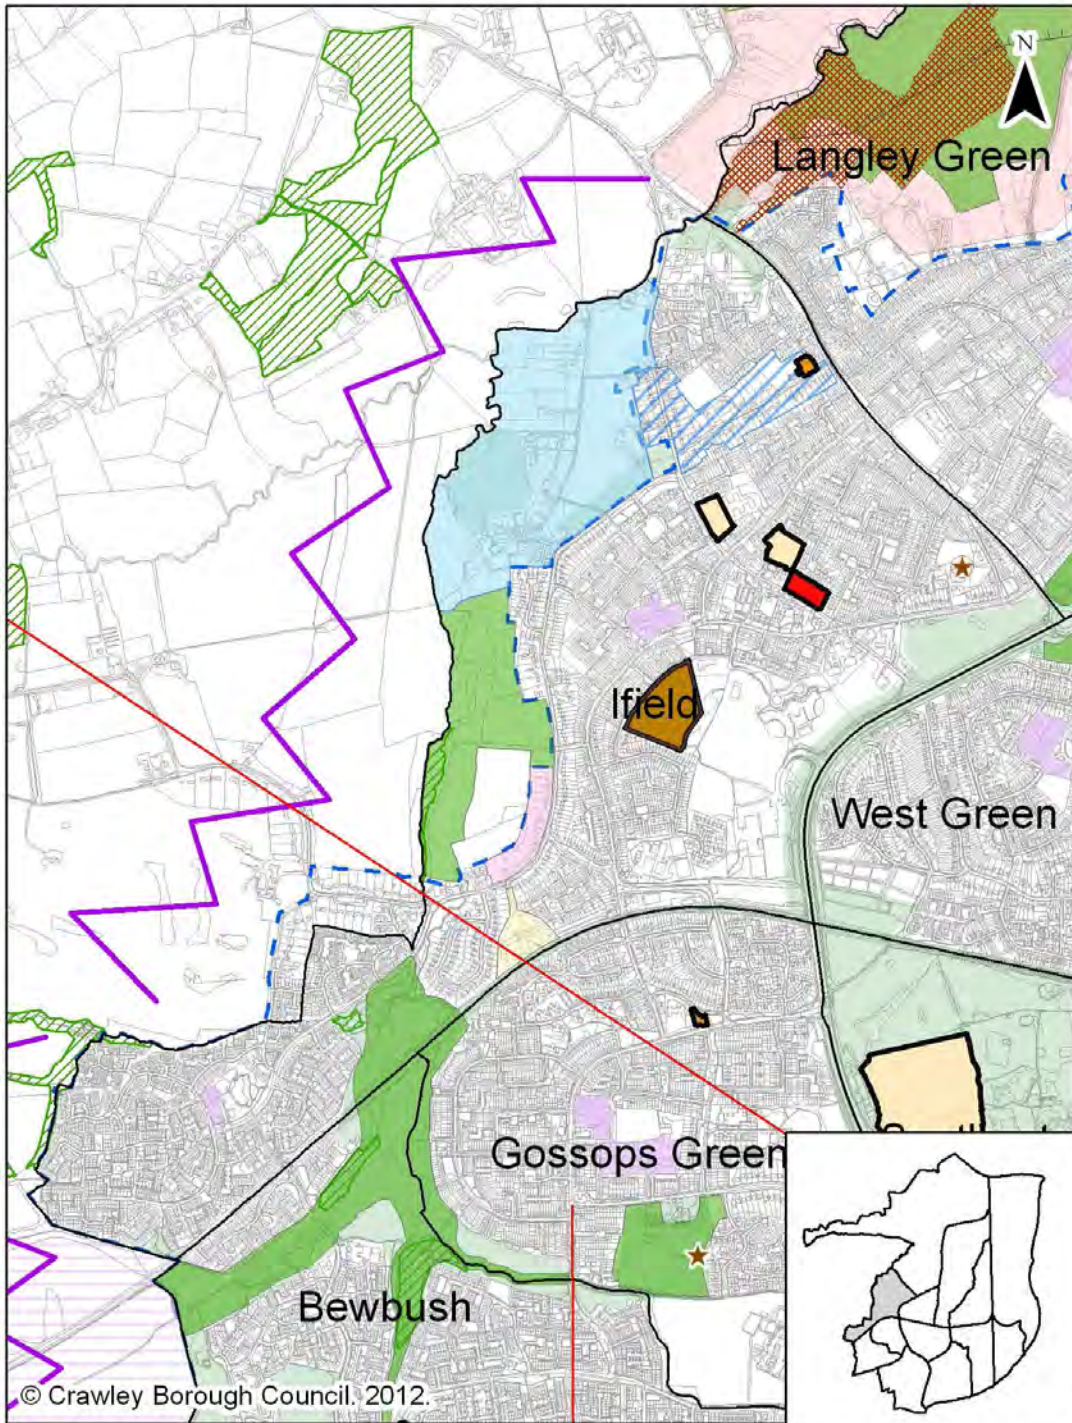 N
Langley Green
Ifield
West Green
Gossops Green
Bewbush
© Crawley Borough Council. 2012.